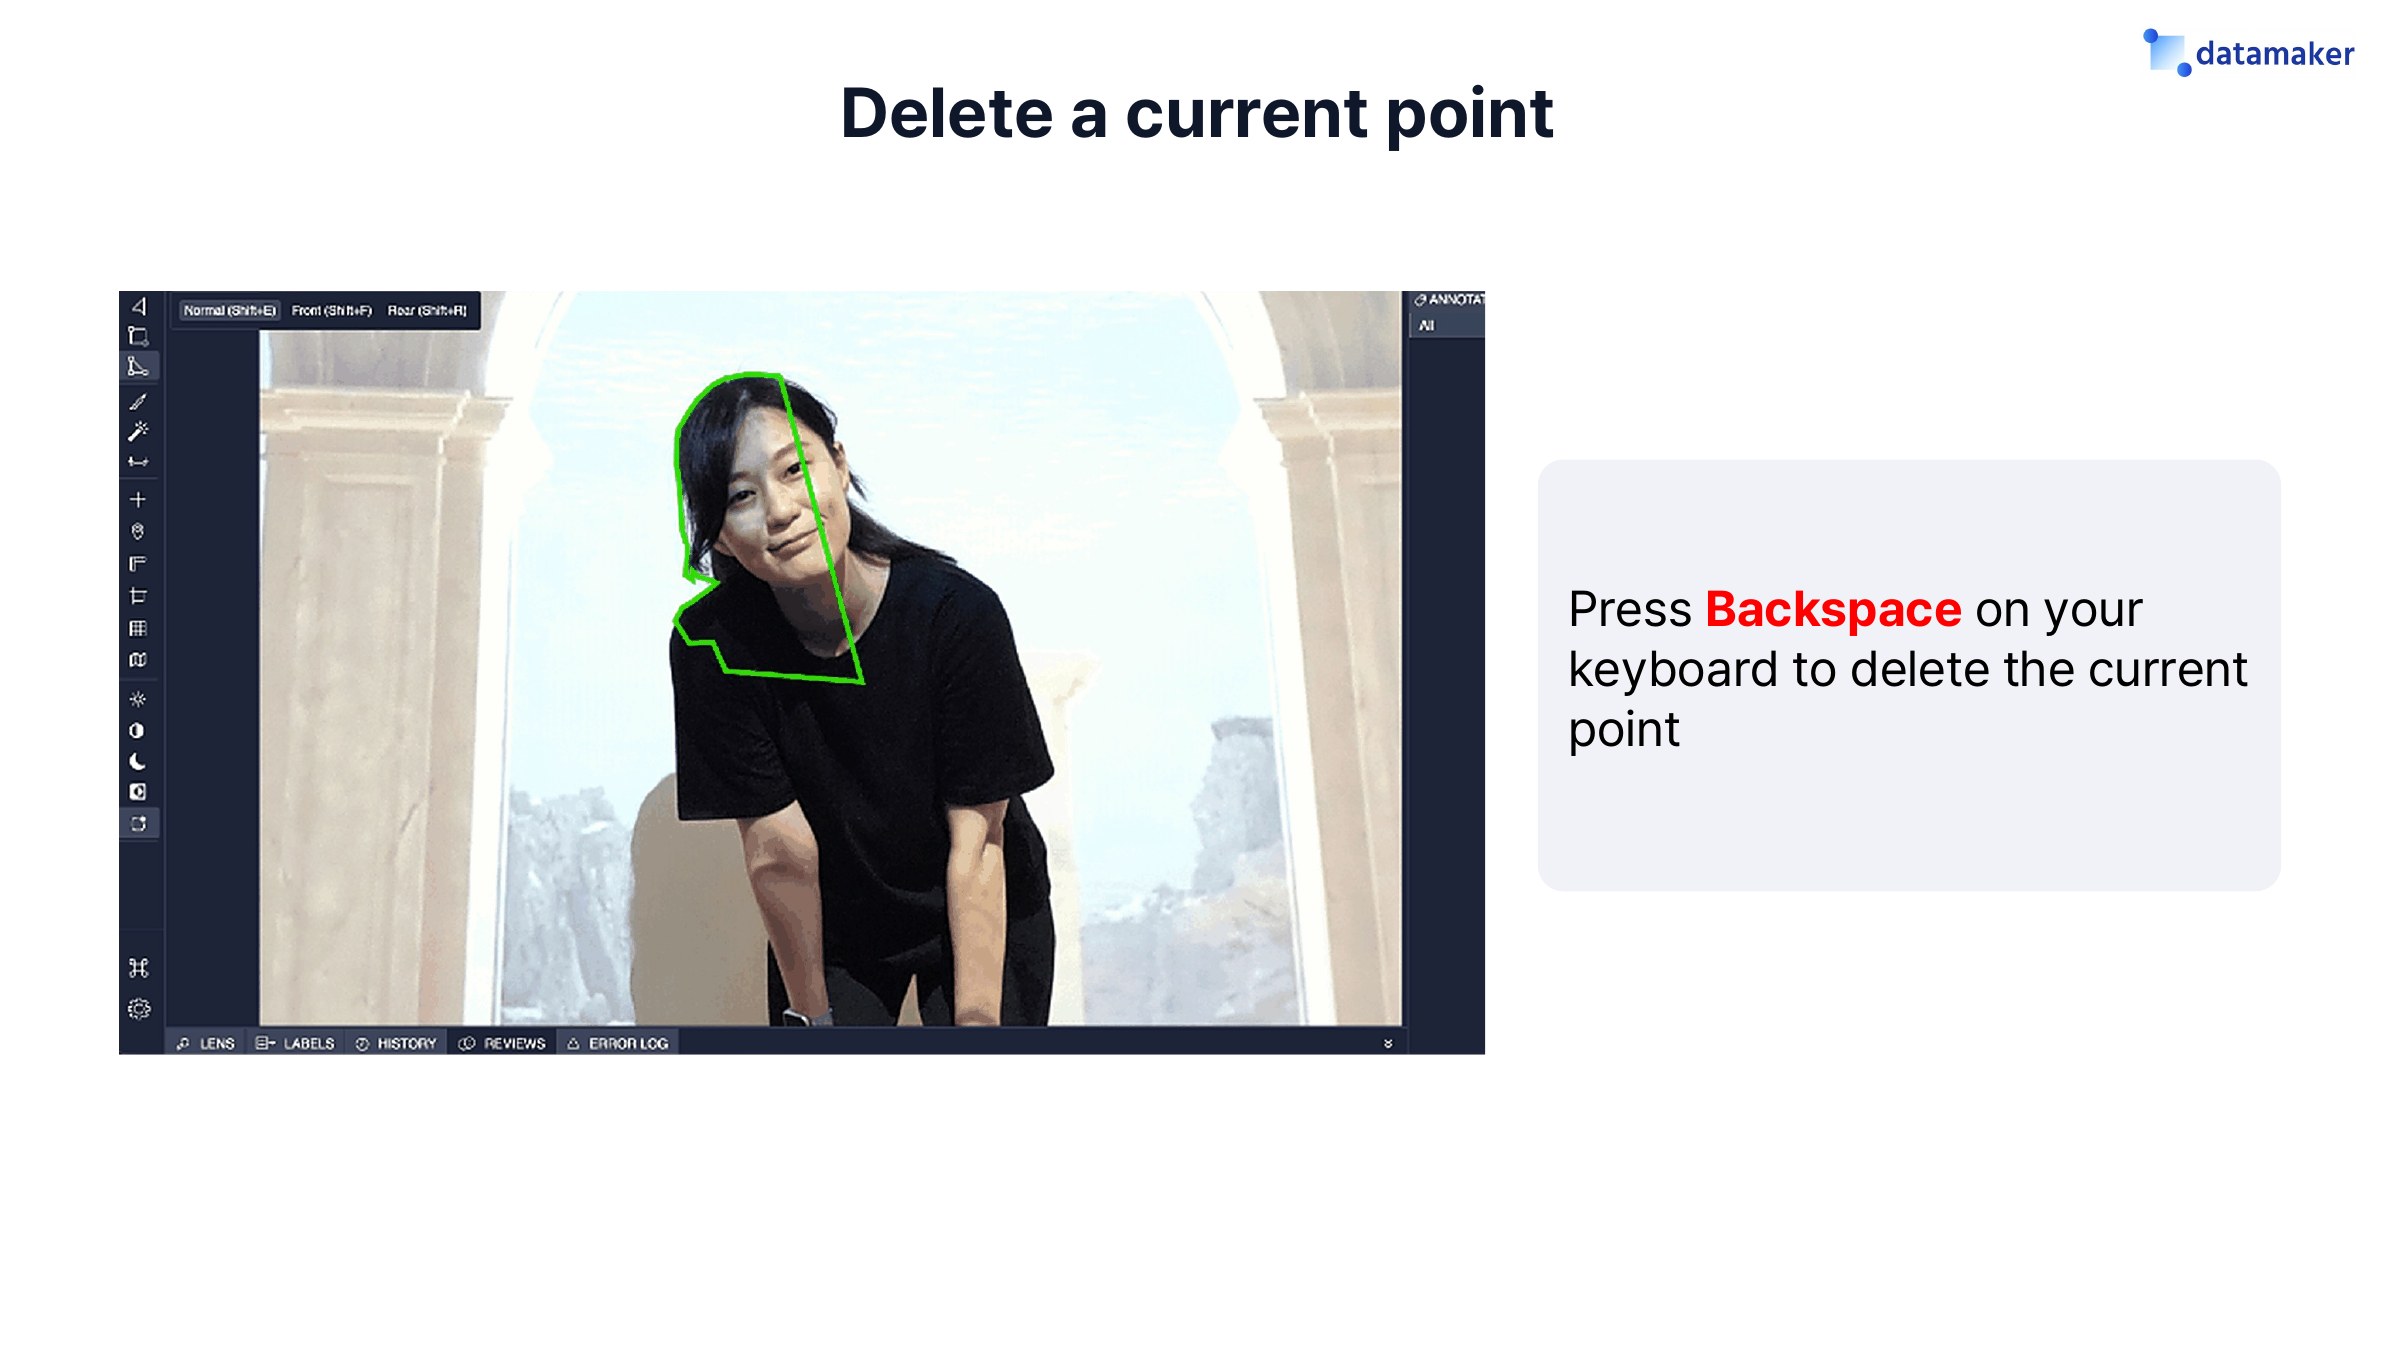 datamaker
Delete a current point
Normal (Shift+E) Front (Shift+F) Rear (Shift+R)
ANNOTAT
All
Press Backspace on your
keyboard to delete the current
point
LENS LABELS HISTORY REVIEWS ERROR LOG